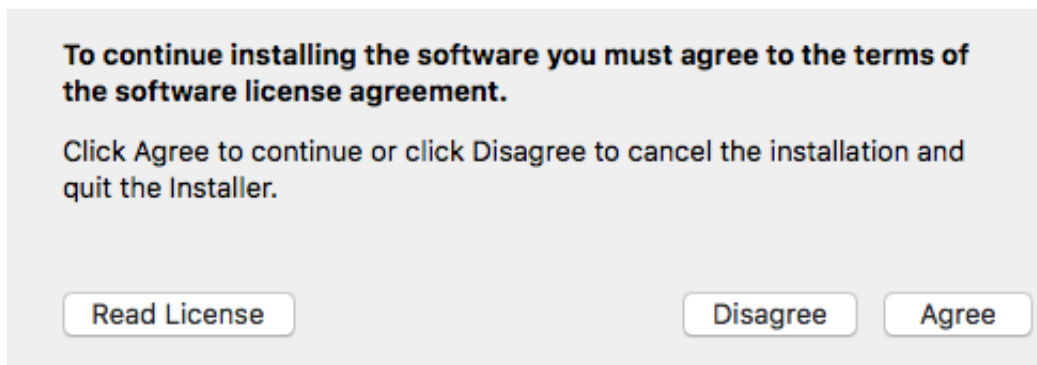 To continue installing the software you must agree to the terms of
the software license agreement.
Click Agree to continue or click Disagree to cancel the installation and
quit the Installer.
Read License
Disagree
Agree